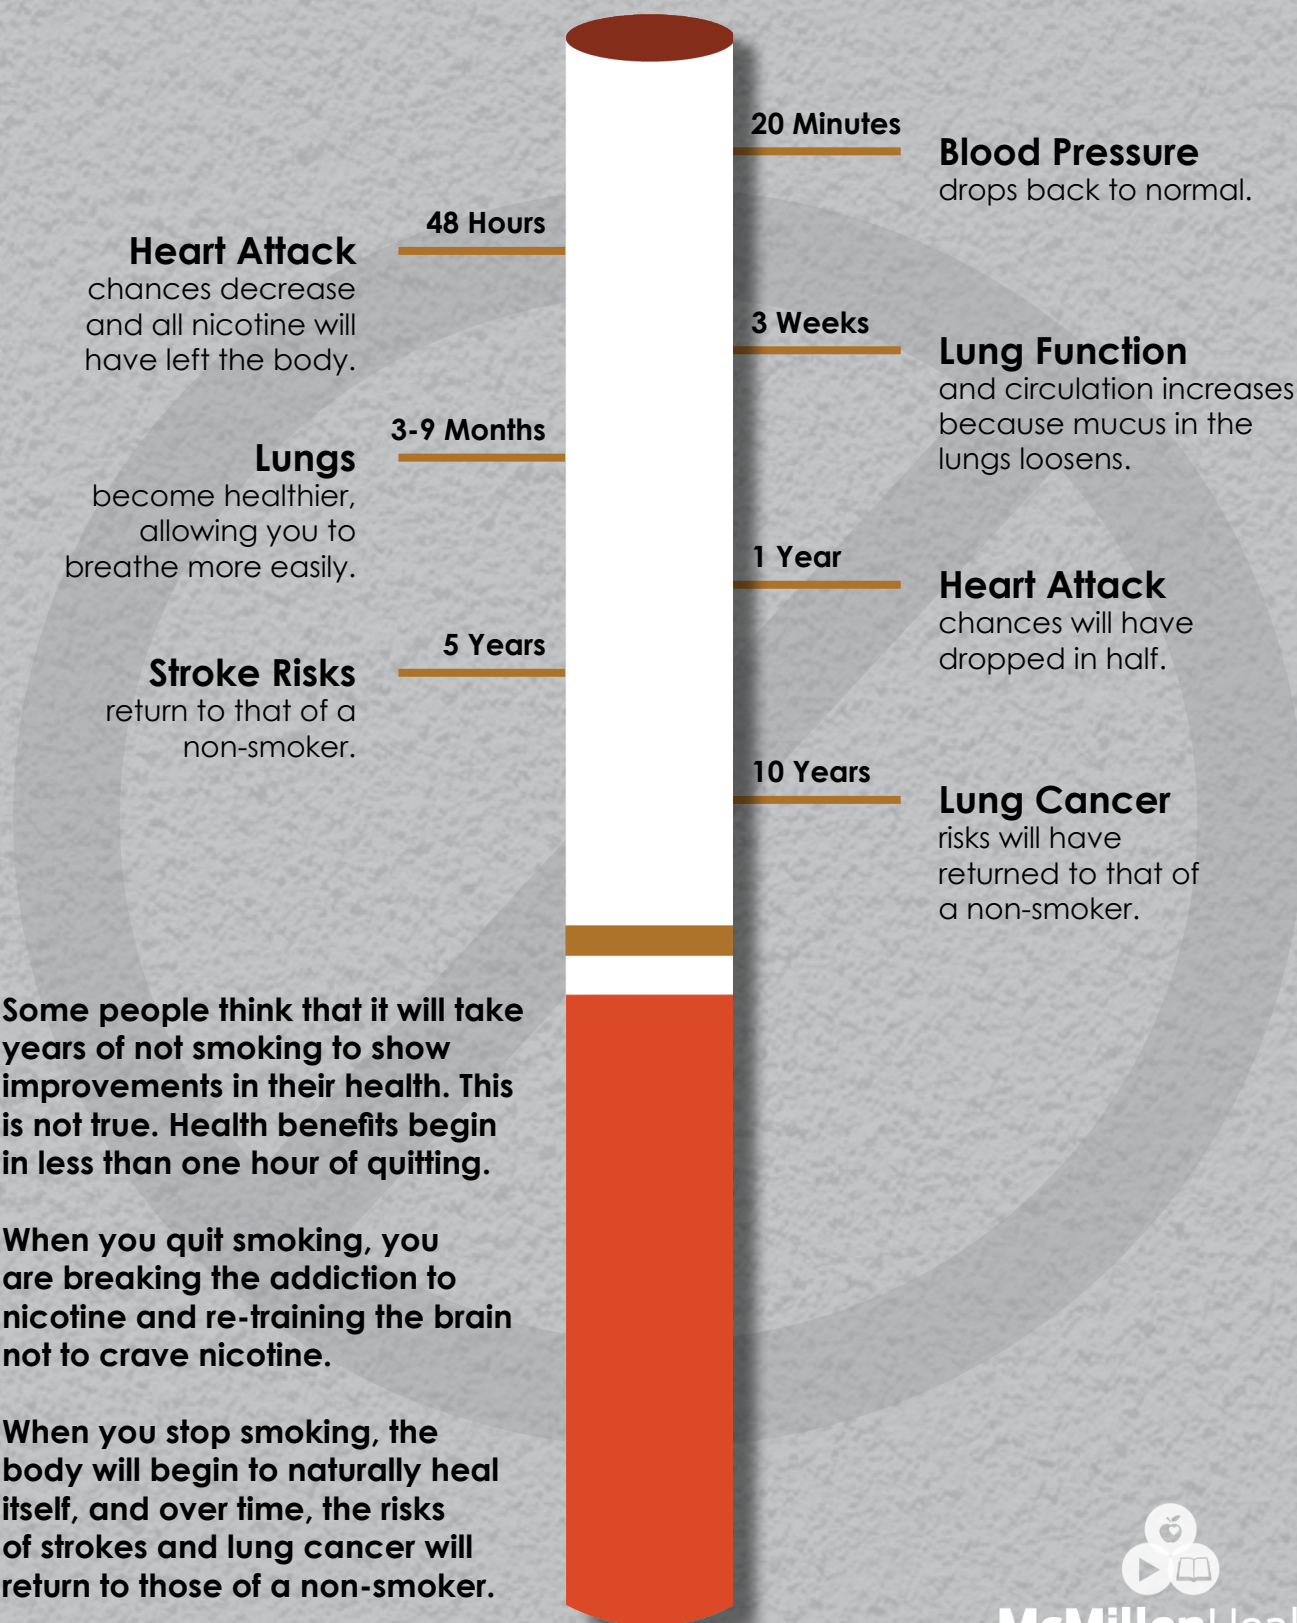 20 Minutes
Blood Pressure
drops back to normal.
48 Hours
Heart Attack
chances decrease
and all nicotine will
have left the body.
3 Weeks
Lung Function
and circulation increases
because mucus in the
lungs loosens.
3-9 Months
Lungs
become healthier,
allowing you to
breathe more easily.
1 Year
Heart Attack
chances will have
dropped in half.
5 Years
Stroke Risks
return to that of a
non-smoker.
10 Years
Lung Cancer
risks will have
returned to that of
a non-smoker.
Some people think that it will take
years of not smoking to show
improvements in their health. This
is not true. Health benefits begin
in less than one hour of quitting.
When you quit smoking, you
are breaking the addiction to
nicotine and re-training the brain
not to crave nicotine.
When you stop smoking, the
body will begin to naturally heal
itself, and over time, the risks
of strokes and lung cancer will
return to those of a non-smoker.
McMillen